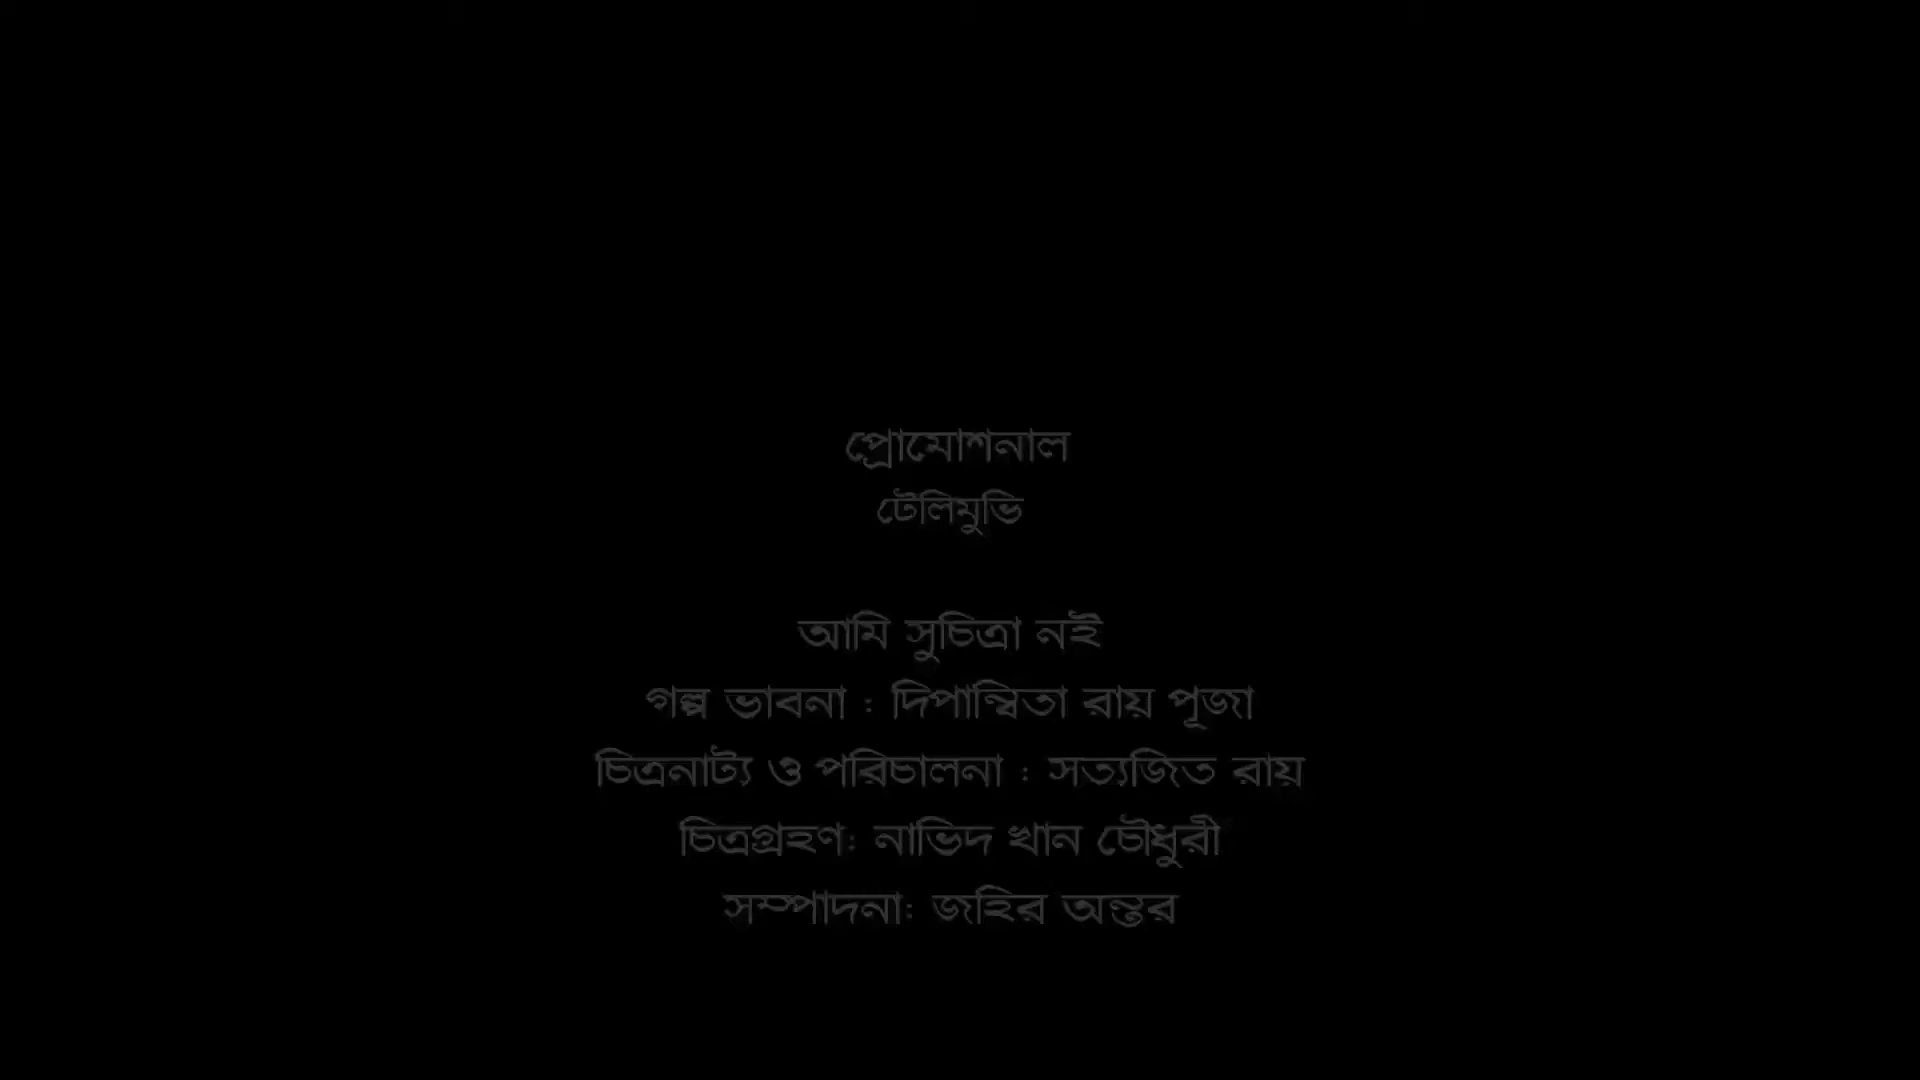 প্রোমোশনাল
টেলিমুভি
আমি সুচিত্রা নই
গল্প ভাবনা : দিপান্বিতা রায় পূজা
চিত্রনাট্য ও পরিচালনা : সত্যজিত রায়
চিত্রগ্রহণ: নাভিদ খান চৌধুরী
সম্পাদনা: জহির অন্তর